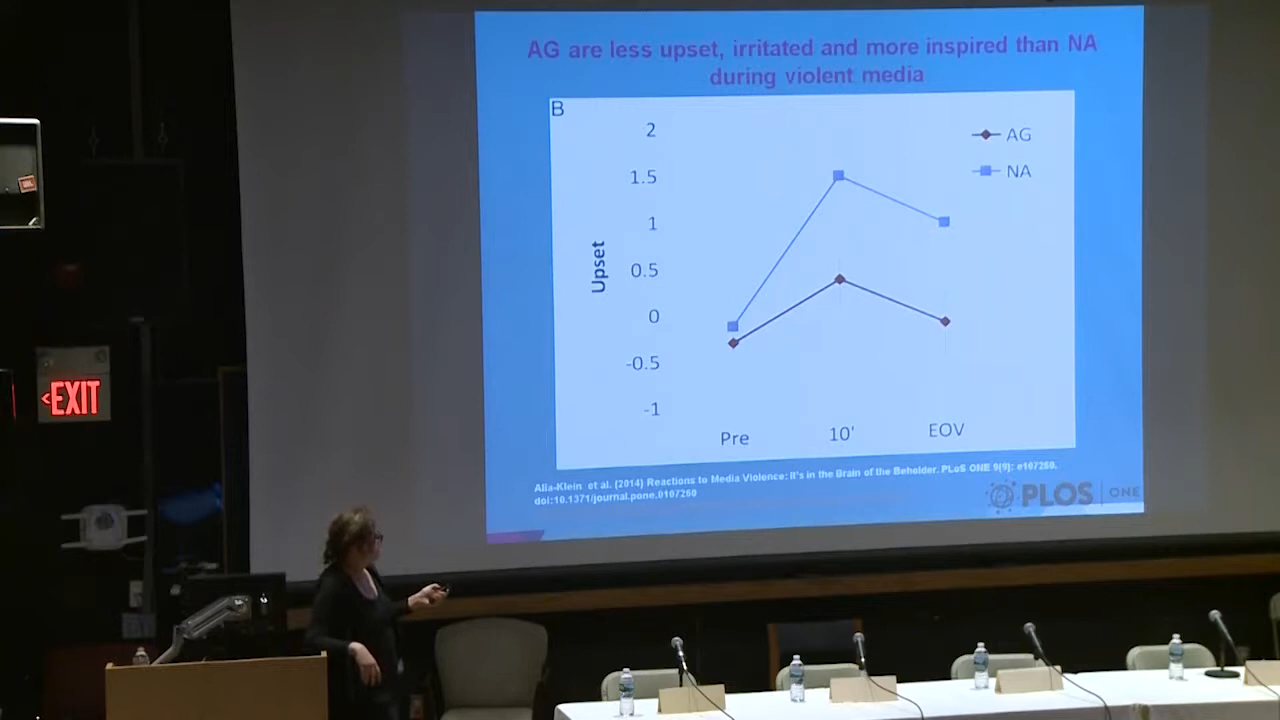 AG are less upset, irritated and more inspired than NA
during violent media
B
2
1.5
1
0.5
0
-0.5
-1
Upset
AG
NA
Pre
10'
EOV
Alia-Klein et al. (2014) Reactions to Media Violence: It's in the Brain of the Beholder. PLoS ONE 9(9): e107260.
doi:10.1371/journal.pone.0107260
PLOS | ONE
<EXIT